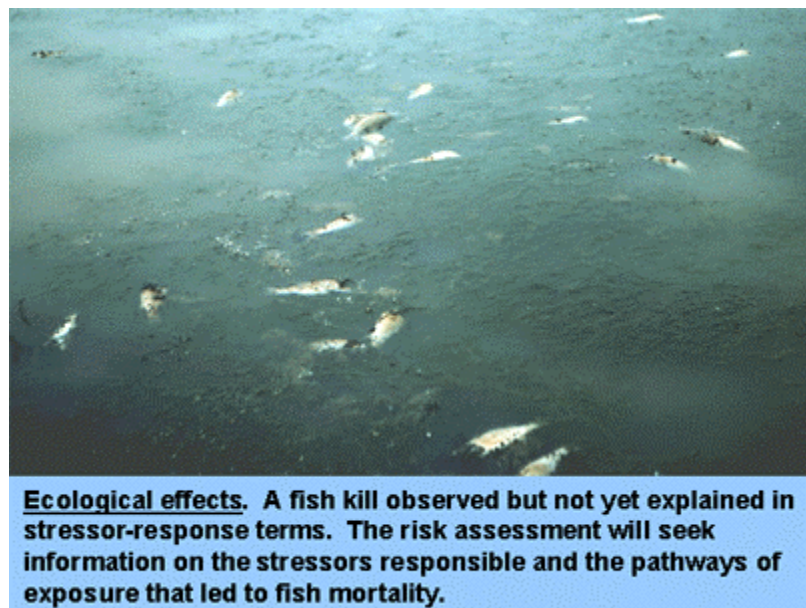 Ecological effects.  A fish kill observed but not yet explained in
stressor-response terms.  The risk assessment will seek
information on the stressors responsible and the pathways of
exposure that led to fish mortality.